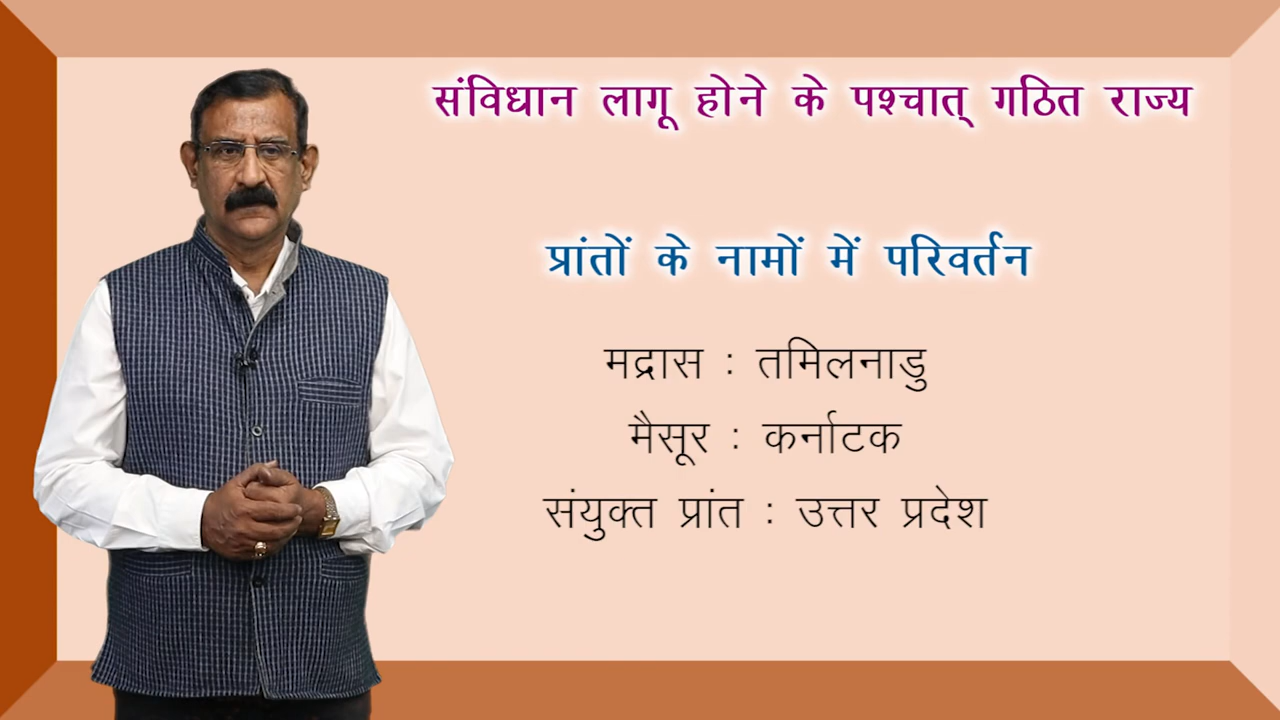 संविधान लागू होने के पश्चात् गठित राज्य
प्रांतों के नामों में परिवर्तन
मद्रास : तमिलनाडु
मैसूर : कर्नाटक
संयुक्त प्रांत : उत्तर प्रदेश